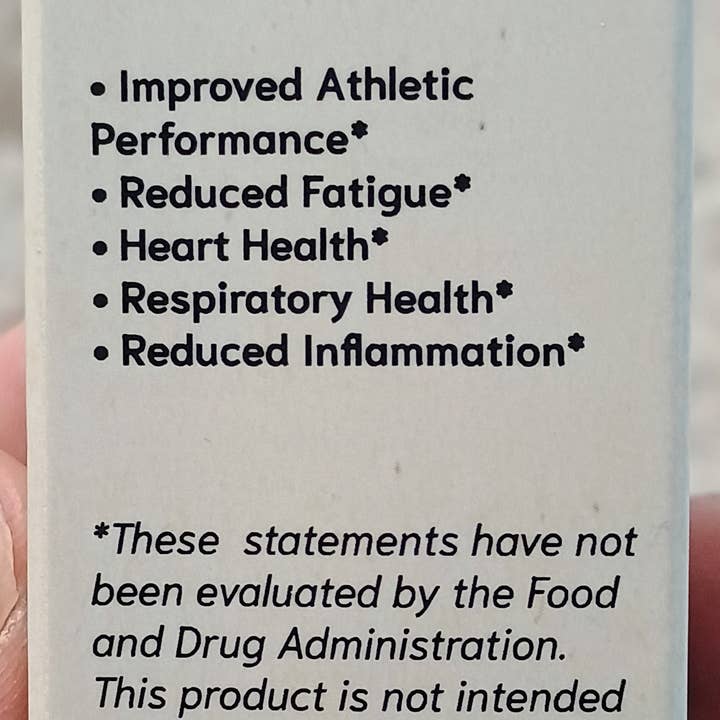 • Improved Athletic
Performance*
• Reduced Fatigue*
• Heart Health*
• Respiratory Health*
• Reduced Inflammation*
*These statements have not
been evaluated by the Food
and Drug Administration.
This product is not intended